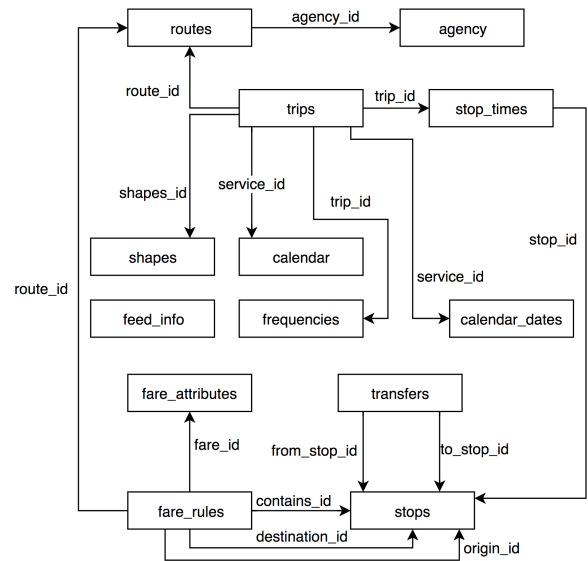 agency_id
routes
agency
route_id
trip_id
trips
stop_times
shapes_id
service_id
trip_id
stop_id
shapes
calendar
service_id
route_id
feed_info
frequencies
calendar_dates
fare_attributes
transfers
fare_id
from_stop_id
to_stop_id
contains_id
fare_rules
stops
destination_id
origin_id